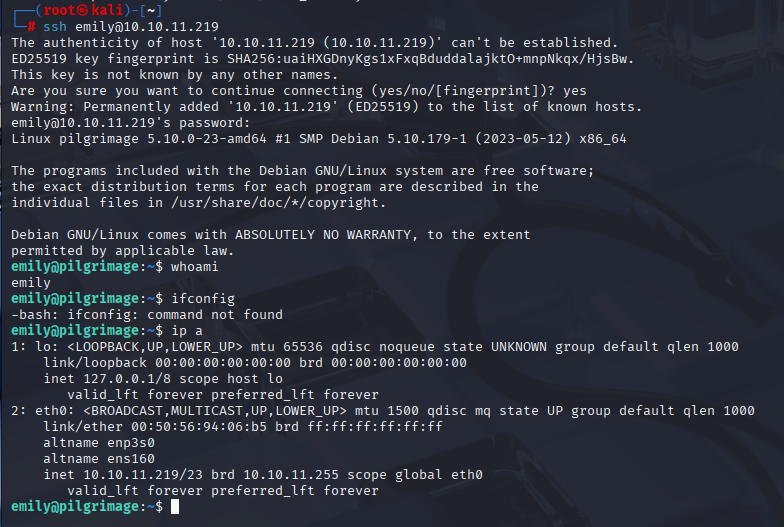 ┌──(root㉿kali)-[~]
└─# ssh emily@10.10.11.219
The authenticity of host '10.10.11.219 (10.10.11.219)' can't be established.
ED25519 key fingerprint is SHA256:uaiHXGDnyKgs1xFxqBduddalajktO+mnpNkqx/HjsBw.
This key is not known by any other names.
Are you sure you want to continue connecting (yes/no/[fingerprint])? yes
Warning: Permanently added '10.10.11.219' (ED25519) to the list of known hosts.
emily@10.10.11.219's password:
Linux pilgrimage 5.10.0-23-amd64 #1 SMP Debian 5.10.179-1 (2023-05-12) x86_64

The programs included with the Debian GNU/Linux system are free software;
the exact distribution terms for each program are described in the
individual files in /usr/share/doc/*/copyright.

Debian GNU/Linux comes with ABSOLUTELY NO WARRANTY, to the extent
permitted by applicable law.
emily@pilgrimage:~$ whoami
emily
emily@pilgrimage:~$ ifconfig
-bash: ifconfig: command not found
emily@pilgrimage:~$ ip a
1: lo: <LOOPBACK,UP,LOWER_UP> mtu 65536 qdisc noqueue state UNKNOWN group default qlen 1000
    link/loopback 00:00:00:00:00:00 brd 00:00:00:00:00:00
    inet 127.0.0.1/8 scope host lo
       valid_lft forever preferred_lft forever
2: eth0: <BROADCAST,MULTICAST,UP,LOWER_UP> mtu 1500 qdisc mq state UP group default qlen 1000
    link/ether 00:50:56:94:06:b5 brd ff:ff:ff:ff:ff:ff
    altname enp3s0
    altname ens160
    inet 10.10.11.219/23 brd 10.10.11.255 scope global eth0
       valid_lft forever preferred_lft forever
emily@pilgrimage:~$